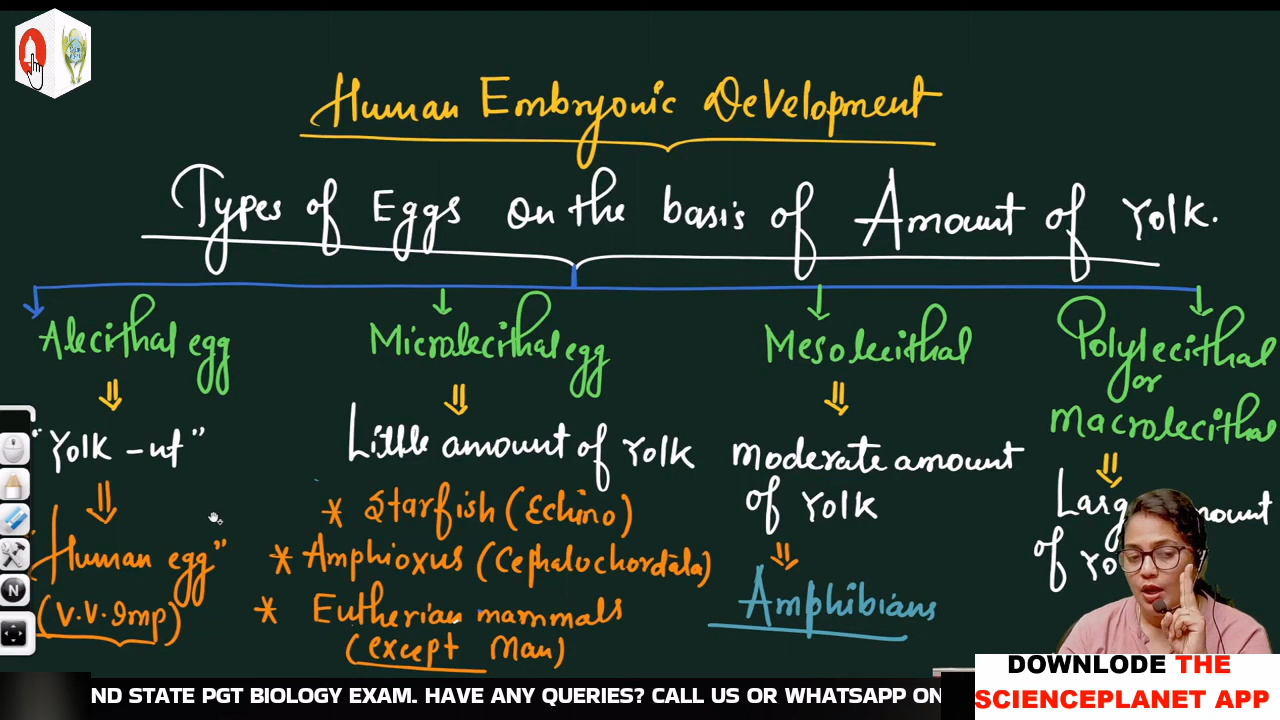 Human Embryonic Development
Types of Eggs on the basis of Amount of Yolk.
Alecithal egg
"Yolk -nt"
"Human egg"
(V.V.Imp)
Microlecithal egg
Little amount of Yolk
* Starfish (Echino)
* Amphioxus (Cephalochordata)
* Eutherian mammals
(except Man)
Mesolecithal
moderate amount
of Yolk
Amphibians
Polylecithal
or
macrolecithal
of
N
ND STATE PGT BIOLOGY EXAM. HAVE ANY QUERIES? CALL US OR WHATSAPP ON
DOWNLODE THE
SCIENCEPLANET APP